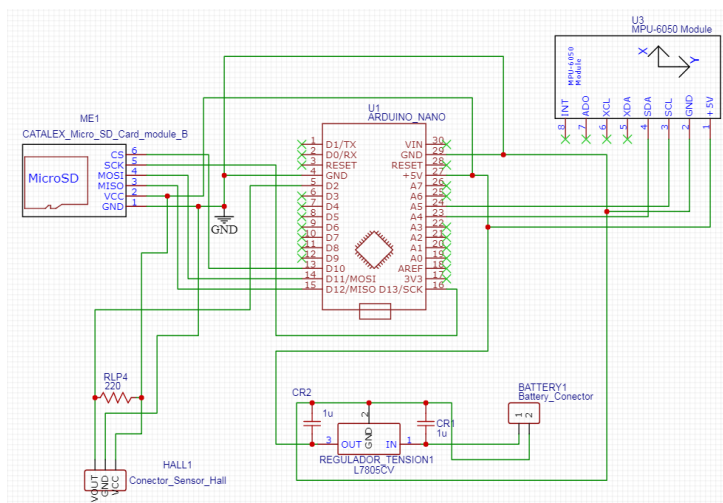 U3
MPU-6050 Module
MPU-6050
Module
X
Y
INT
ADO
XCL
XDA
SDA
SCL
GND
+5V
8
7
6
5
4
3
2
1
U1
ARDUINO_NANO
1 D1/TX VIN 30
2 D0/RX GND 29
3 RESET RESET 28
4 GND +5V 27
5 D2 A7 26
6 D3 A6 25
7 D4 A5 24
8 D5 A4 23
9 D6 A3 22
10 D7 A2 21
11 D8 A1 20
12 D9 A0 19
13 D10 AREF 18
14 D11/MOSI 3V3 17
15 D12/MISO D13/SCK 16
ME1
CATALEX_Micro_SD_Card_module_B
MicroSD
CS 6
SCK 5
MOSI 4
MISO 3
VCC 2
GND 1
GND
RLP4
220
HALL1
Conector_Sensor_Hall
VOUT
GND
VCC
CR2
1u
2
GND
3 OUT IN 1
CR1
1u
REGULADOR_TENSION1
L7805CV
BATTERY1
Battery_Conector
1
2